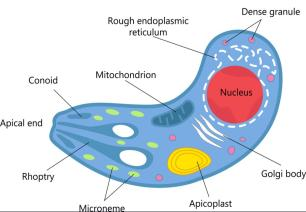 Dense granule
Rough endoplasmic
reticulum
Mitochondrion
Conoid
Nucleus
Apical end
Rhoptry
Golgi body
Apicoplast
Microneme